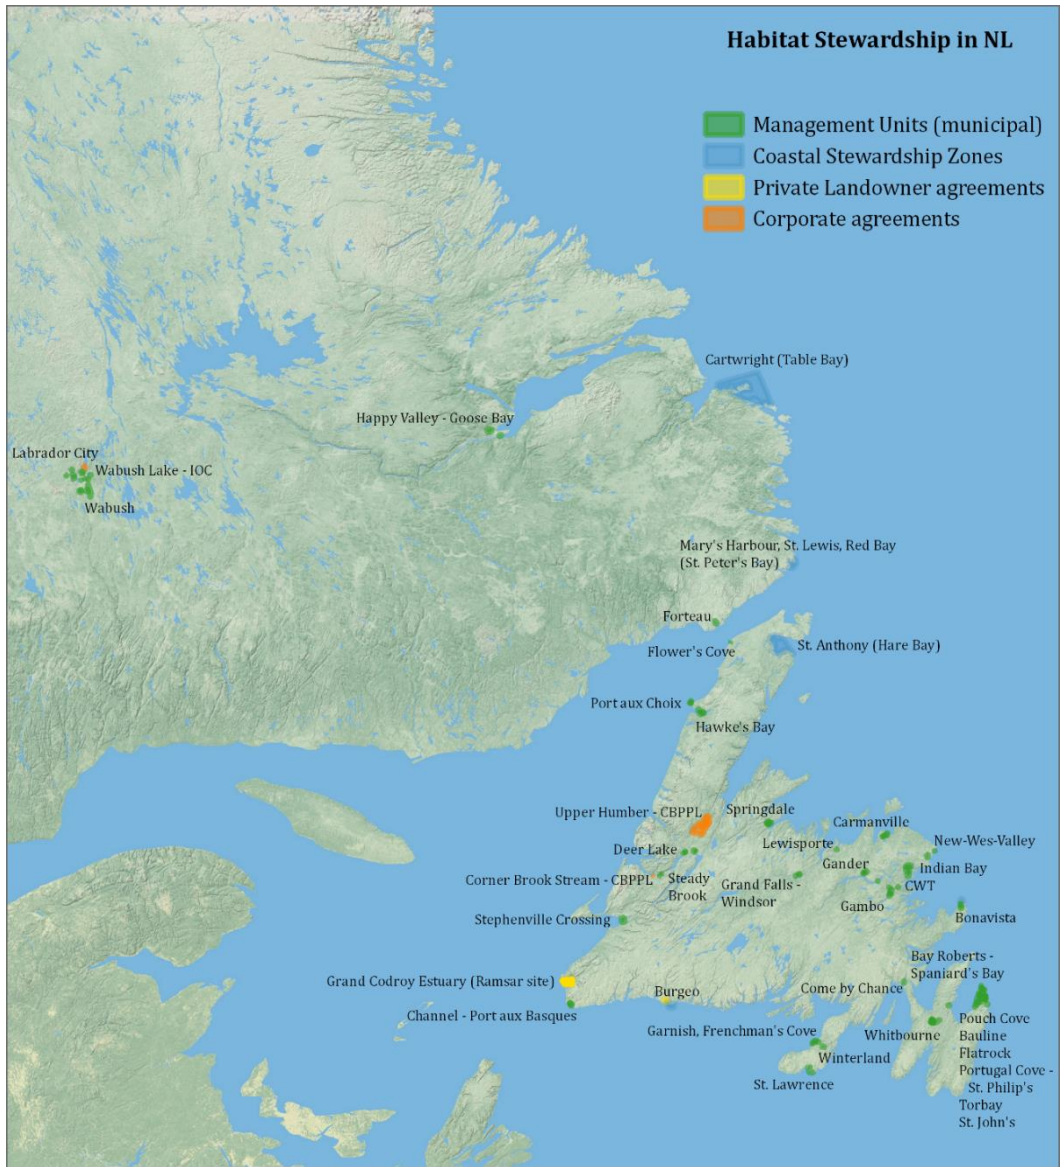 Habitat Stewardship in NL
Management Units (municipal)
Coastal Stewardship Zones
Private Landowner agreements
Corporate agreements
Cartwright (Table Bay)
Happy Valley - Goose Bay
Labrador City
Wabush Lake - IOC
Wabush
Mary's Harbour, St. Lewis, Red Bay
(St. Peter's Bay)
Forteau
Flower's Cove
St. Anthony (Hare Bay)
Port aux Choix
Hawke's Bay
Upper Humber - CBPPL
Springdale
Carmanville
Lewisporte
New-Wes-Valley
Deer Lake
Gander
Indian Bay
Corner Brook Stream - CBPPL
Steady
Brook
Grand Falls -
Windsor
CWT
Gambo
Stephenville Crossing
Bonavista
Bay Roberts -
Spaniard's Bay
Grand Codroy Estuary (Ramsar site)
Come by Chance
Burgeo
Channel - Port aux Basques
Garnish, Frenchman's Cove
Whitbourne
Winterland
St. Lawrence
Pouch Cove
Bauline
Flatrock
Portugal Cove -
St. Philip's
Torbay
St. John's